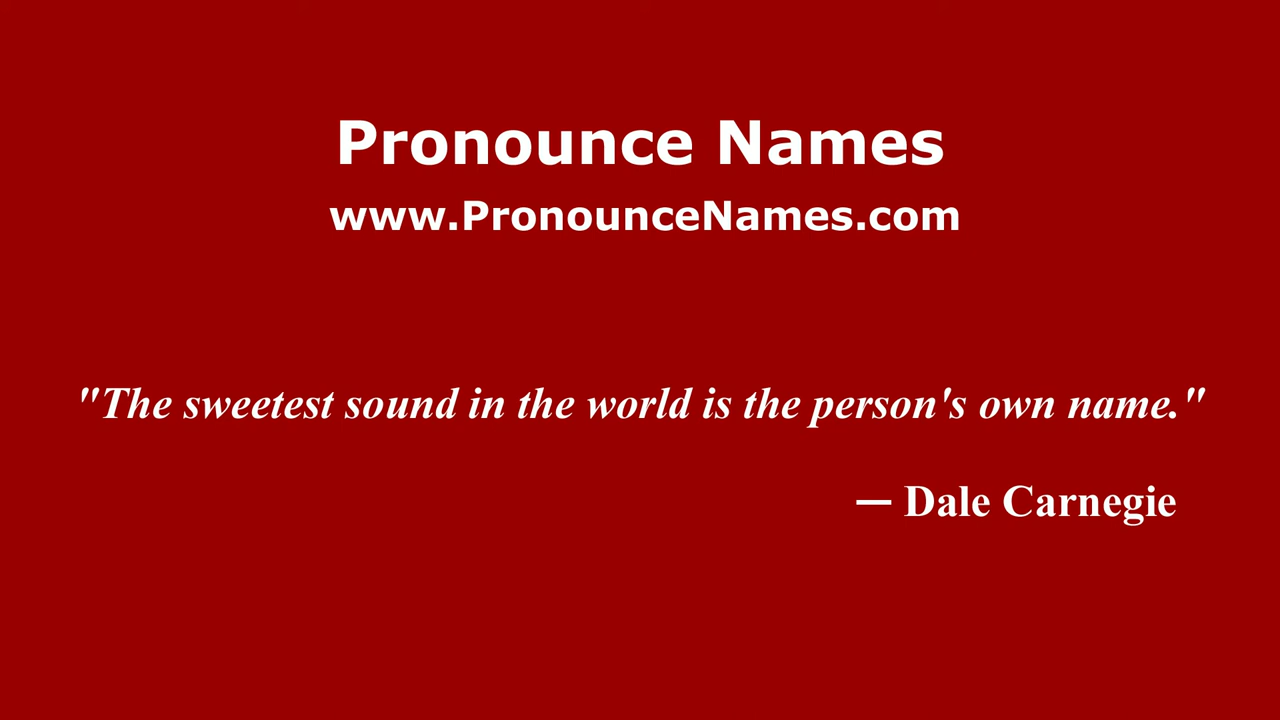 Pronounce Names
www.PronounceNames.com
"The sweetest sound in the world is the person's own name."
— Dale Carnegie